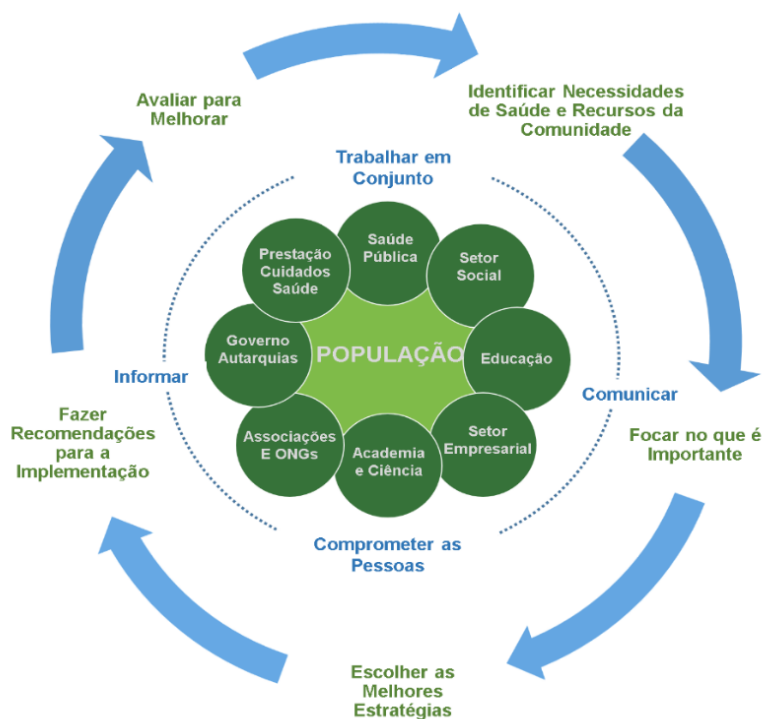 Avaliar para
Melhorar
Identificar Necessidades
de Saúde e Recursos da
Comunidade
Trabalhar em
Conjunto
Saúde
Pública
Prestação
Cuidados
Saúde
Setor
Social
Governo
Autarquias
POPULAÇÃO
Educação
Informar
Comunicar
Fazer
Recomendações
para a
Implementação
Associações
E ONGs
Academia
e Ciência
Setor
Empresarial
Focar no que é
Importante
Comprometer as
Pessoas
Escolher as
Melhores
Estratégias